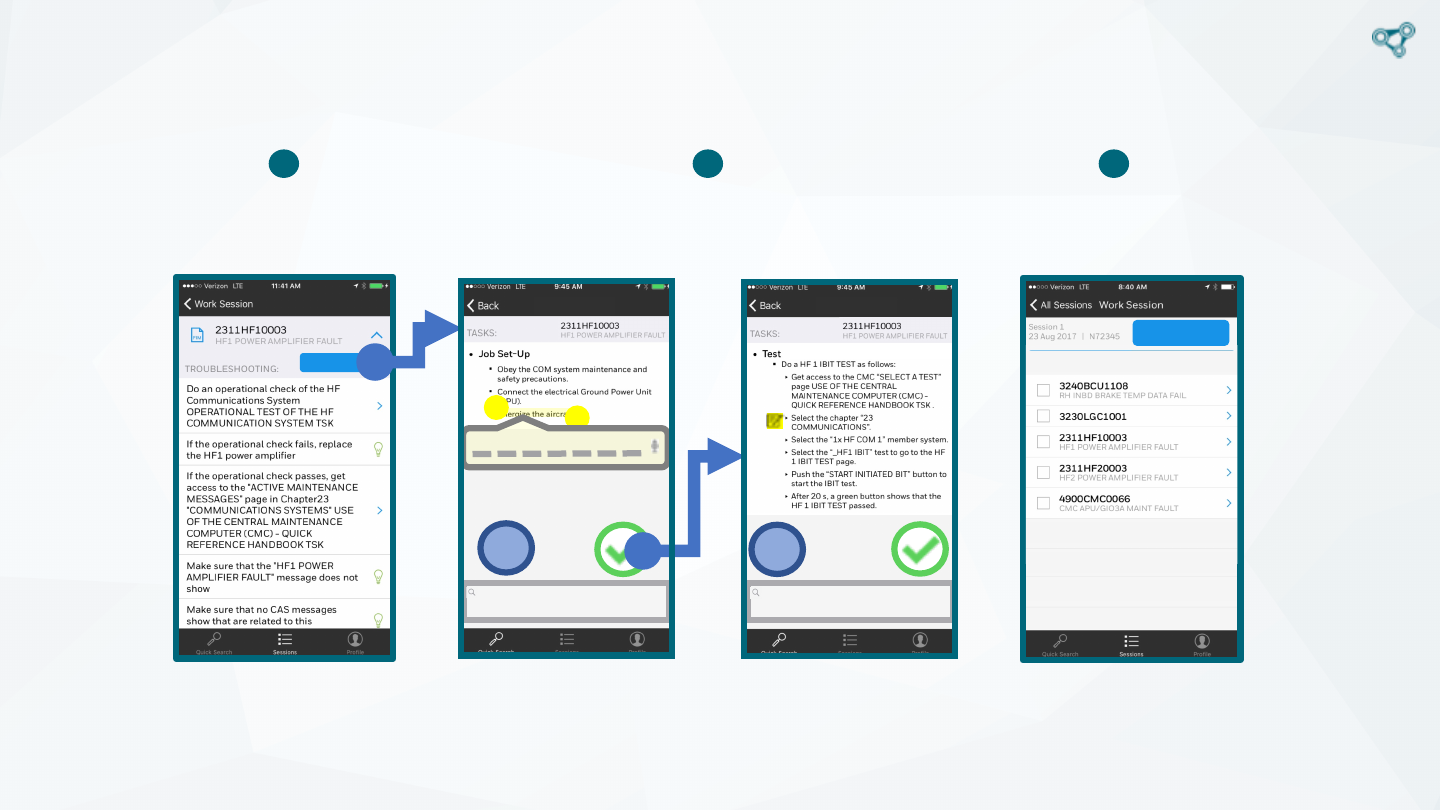 ●●●○○ Verizon LTE 11:41 AM
Work Session
FIM
2311HF10003
HF1 POWER AMPLIFIER FAULT
TROUBLESHOOTING:
Do an operational check of the HF
Communications System
OPERATIONAL TEST OF THE HF
COMMUNICATION SYSTEM TSK
If the operational check fails, replace
the HF1 power amplifier
If the operational check passes, get
access to the "ACTIVE MAINTENANCE
MESSAGES" page in Chapter23
"COMMUNICATIONS SYSTEMS" USE
OF THE CENTRAL MAINTENANCE
COMPUTER (CMC) - QUICK
REFERENCE HANDBOOK TSK
Make sure that the "HF1 POWER
AMPLIFIER FAULT" message does not
show
Make sure that no CAS messages
show that are related to this
Quick Search Sessions Profile
●●○○○ Verizon LTE 9:45 AM
Back
TASKS:
2311HF10003
HF1 POWER AMPLIFIER FAULT
• Job Set-Up
• Obey the COM system maintenance and
safety precautions.
• Connect the electrical Ground Power Unit
PU).
ergize the aircra
Quick Search Sessions Profile
●●○○○ Verizon LTE 9:45 AM
Back
TASKS:
2311HF10003
HF1 POWER AMPLIFIER FAULT
• Test
• Do a HF 1 IBIT TEST as follows:
‣ Get access to the CMC "SELECT A TEST"
page USE OF THE CENTRAL
MAINTENANCE COMPUTER (CMC) -
QUICK REFERENCE HANDBOOK TSK .
‣ Select the chapter "23
COMMUNICATIONS".
‣ Select the "1x HF COM 1" member system.
‣ Select the "_HF1 IBIT" test to go to the HF
1 IBIT TEST page.
‣ Push the "START INITIATED BIT" button to
start the IBIT test.
‣ After 20 s, a green button shows that the
HF 1 IBIT TEST passed.
Quick Search Sessions Profile
●●○○○ Verizon LTE 8:40 AM
All Sessions Work Session
Session 1
23 Aug 2017 | N72345
3240BCU1108
RH INBD BRAKE TEMP DATA FAIL
3230LGC1001
2311HF10003
HF1 POWER AMPLIFIER FAULT
2311HF20003
HF2 POWER AMPLIFIER FAULT
4900CMC0066
CMC APU/GIO3A MAINT FAULT
Quick Search Sessions Profile